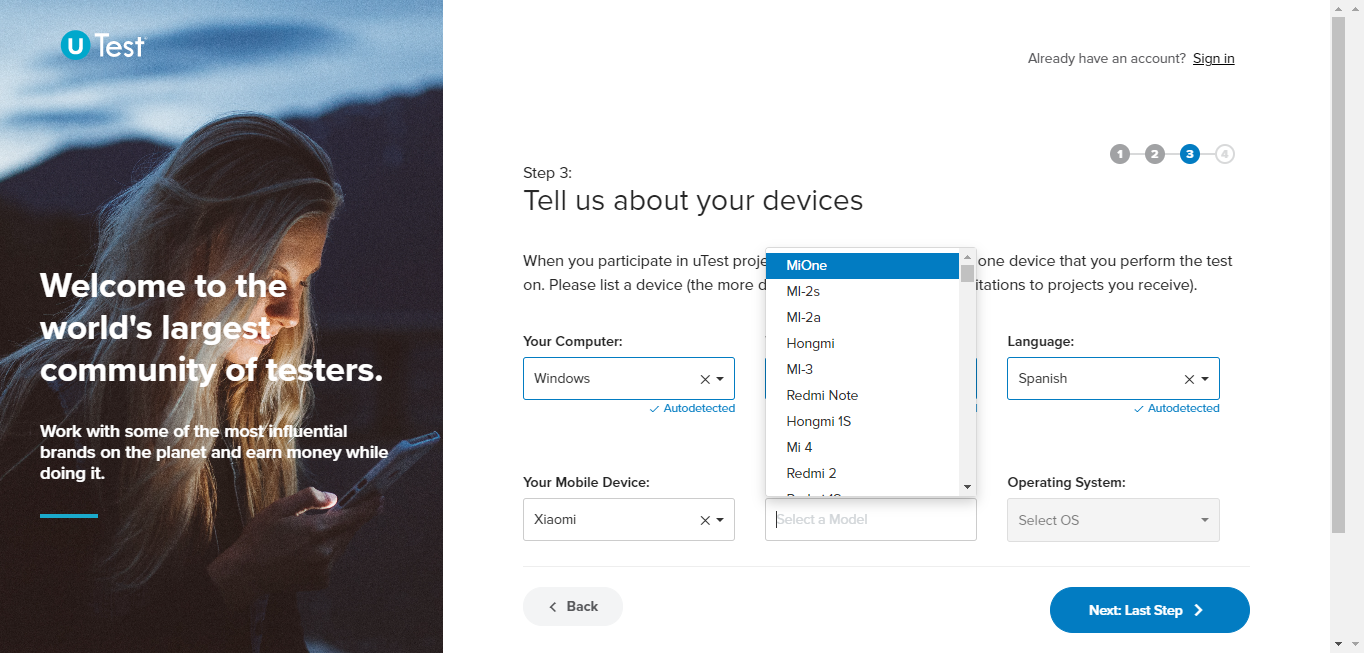 uTest
Already have an account? Sign in
1 2 3 4
Step 3:
Tell us about your devices
Welcome to the
world's largest
community of testers.
Work with some of the most influential
brands on the planet and earn money while
doing it.
When you participate in uTest proje one device that you perform the test
on. Please list a device (the more d itations to projects you receive).
MiOne
MI-2s
MI-2a
Hongmi
MI-3
Redmi Note
Hongmi 1S
Mi 4
Redmi 2
Your Computer:
Windows
Autodetected
Language:
Spanish
Autodetected
Your Mobile Device:
Xiaomi
Select a Model
Operating System:
Select OS
Back
Next: Last Step